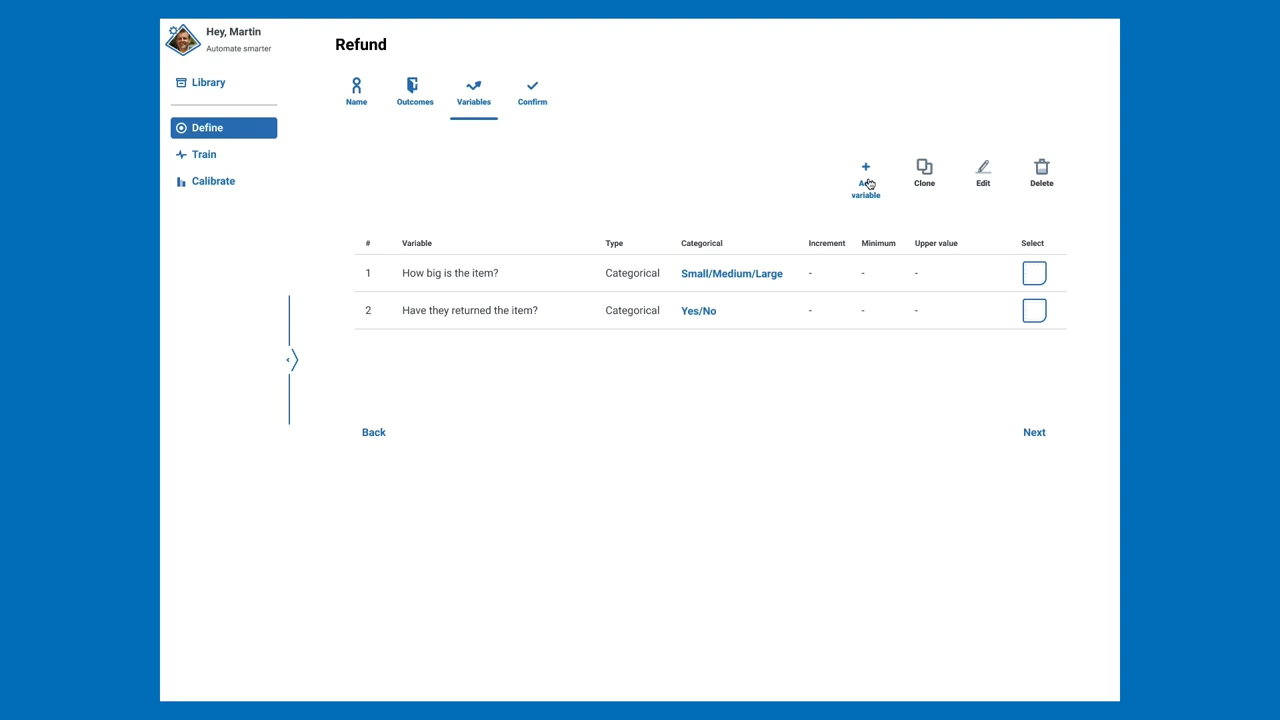 Hey, Martin
Automate smarter
Refund
Library
Name
Outcomes
Variables
Confirm
Define
Train
Calibrate
variable
Clone
Edit
Delete
# Variable Type Categorical Increment Minimum Upper value Select
1 How big is the item? Categorical Small/Medium/Large - - -
2 Have they returned the item? Categorical Yes/No - - -
Back
Next